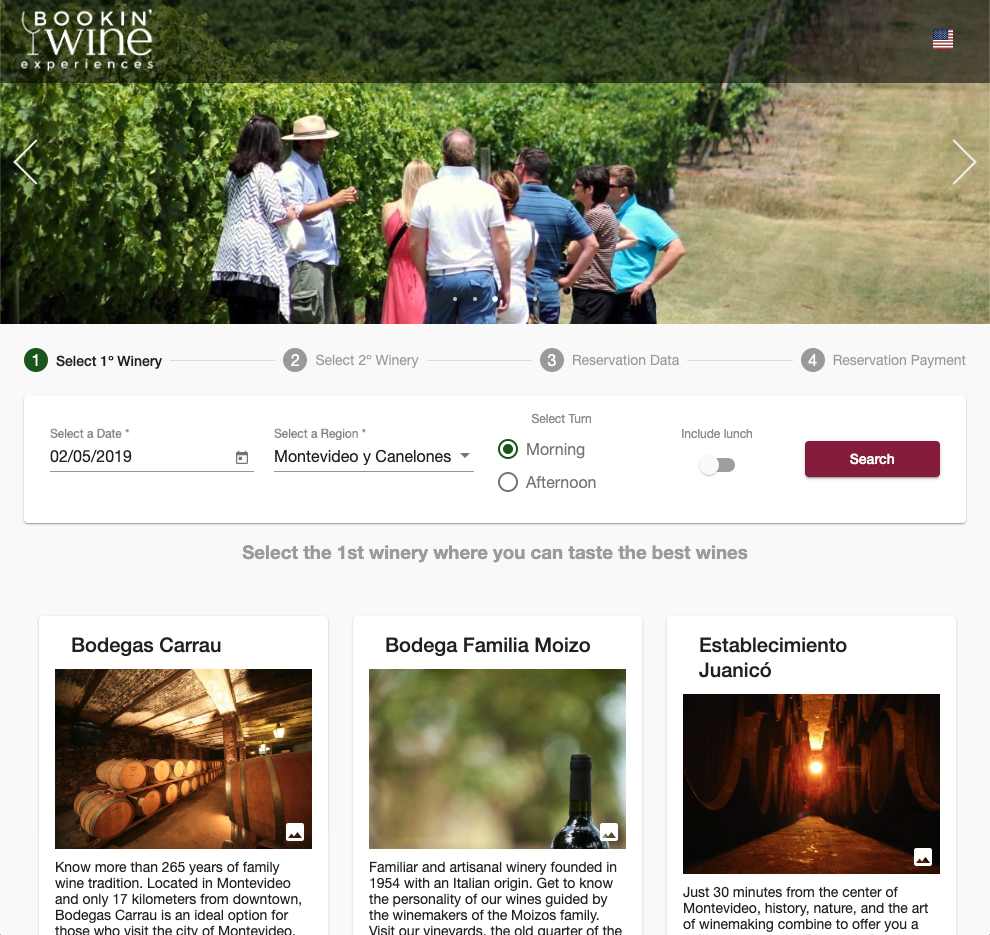 BOOKIN'
wine
experiences
1 Select 1º Winery
2 Select 2º Winery
3 Reservation Data
4 Reservation Payment
Select a Date *
02/05/2019
Select a Region *
Montevideo y Canelones
Select Turn
Morning
Afternoon
Include lunch
Search
Select the 1st winery where you can taste the best wines
Bodegas Carrau
Know more than 265 years of family
wine tradition. Located in Montevideo
and only 17 kilometers from downtown,
Bodegas Carrau is an ideal option for
those who visit the city of Montevideo.
Bodega Familia Moizo
Familiar and artisanal winery founded in
1954 with an Italian origin. Get to know
the personality of our wines guided by
the winemakers of the Moizos family.
Visit our vineyards, the old quarter of the
Establecimiento
Juanicó
Just 30 minutes from the center of
Montevideo, history, nature, and the art
of winemaking combine to offer you a